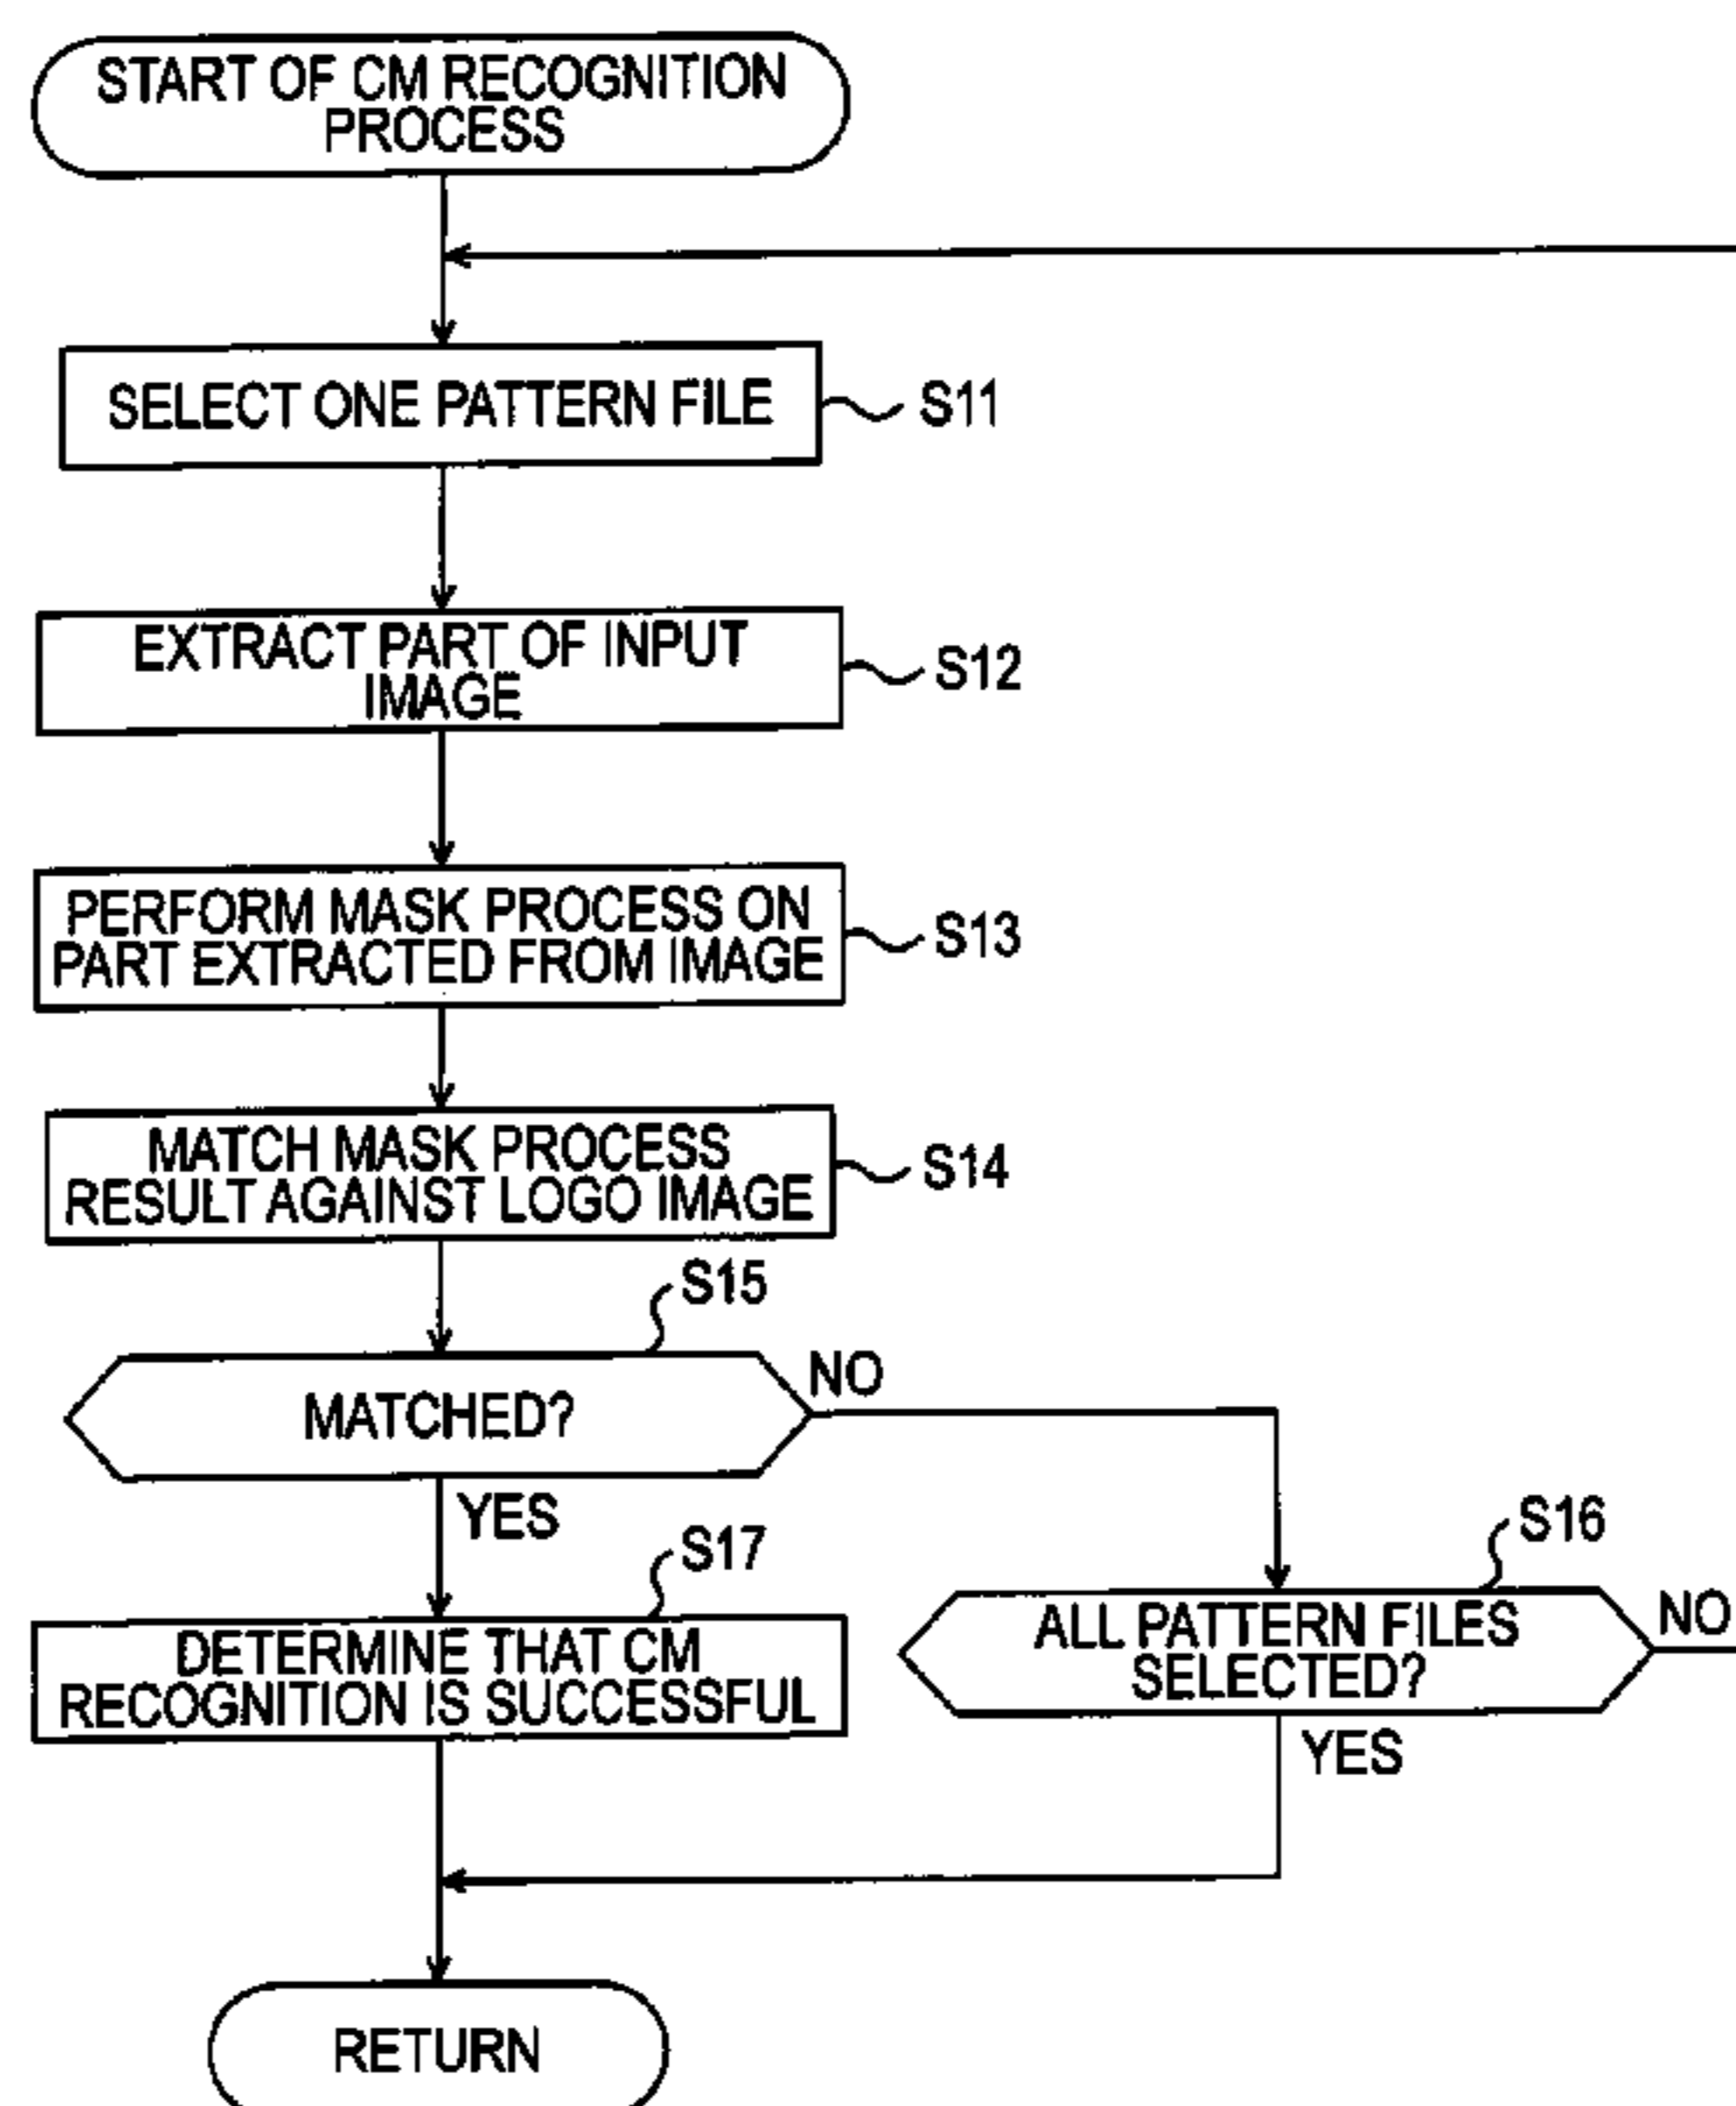 START OF CM RECOGNITION
PROCESS
SELECT ONE PATTERN FILE
S11
EXTRACT PART OF INPUT
IMAGE
S12
PERFORM MASK PROCESS ON
PART EXTRACTED FROM IMAGE
S13
MATCH MASK PROCESS
RESULT AGAINST LOGO IMAGE
S14
S15
MATCHED?
NO
YES
S17
DETERMINE THAT CM
RECOGNITION IS SUCCESSFUL
S16
ALL PATTERN FILES
SELECTED?
NO
YES
RETURN